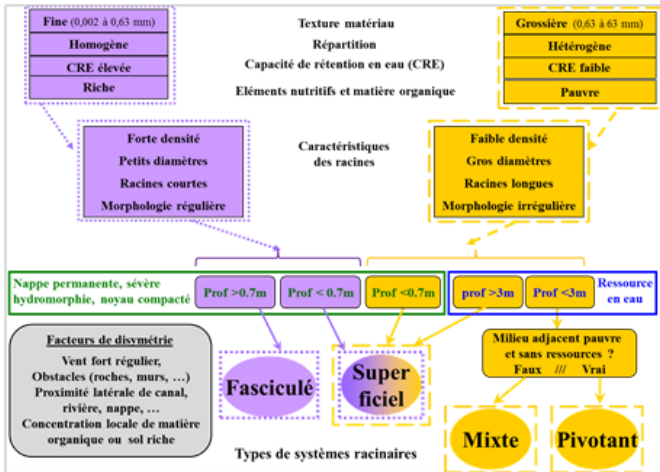 Fine (0,002 à 0,63 mm)
Texture matériau
Grossière (0,63 à 63 mm)
Homogène
Répartition
Hétérogène
CRE élevée
Capacité de rétention en eau (CRE)
CRE faible
Riche
Eléments nutritifs et matière organique
Pauvre
Forte densité
Petits diamètres
Racines courtes
Morphologie régulière
Caractéristiques
des racines
Faible densité
Gros diamètres
Racines longues
Morphologie irrégulière
Nappe permanente, sévère
hydromorphie, noyau compacté
Prof >0.7m
Prof < 0.7m
Prof <0.7m
prof >3m
Prof <3m
Ressource
en eau
Facteurs de disymétrie
Vent fort régulier,
Obstacles (roches, murs, …)
Proximité latérale de canal,
rivière, nappe, …
Concentration locale de matière
organique ou sol riche
Fasciculé
Super
ficiel
Milieu adjacent pauvre
et sans ressources ?
Faux /// Vrai
Mixte
Pivotant
Types de systèmes racinaires